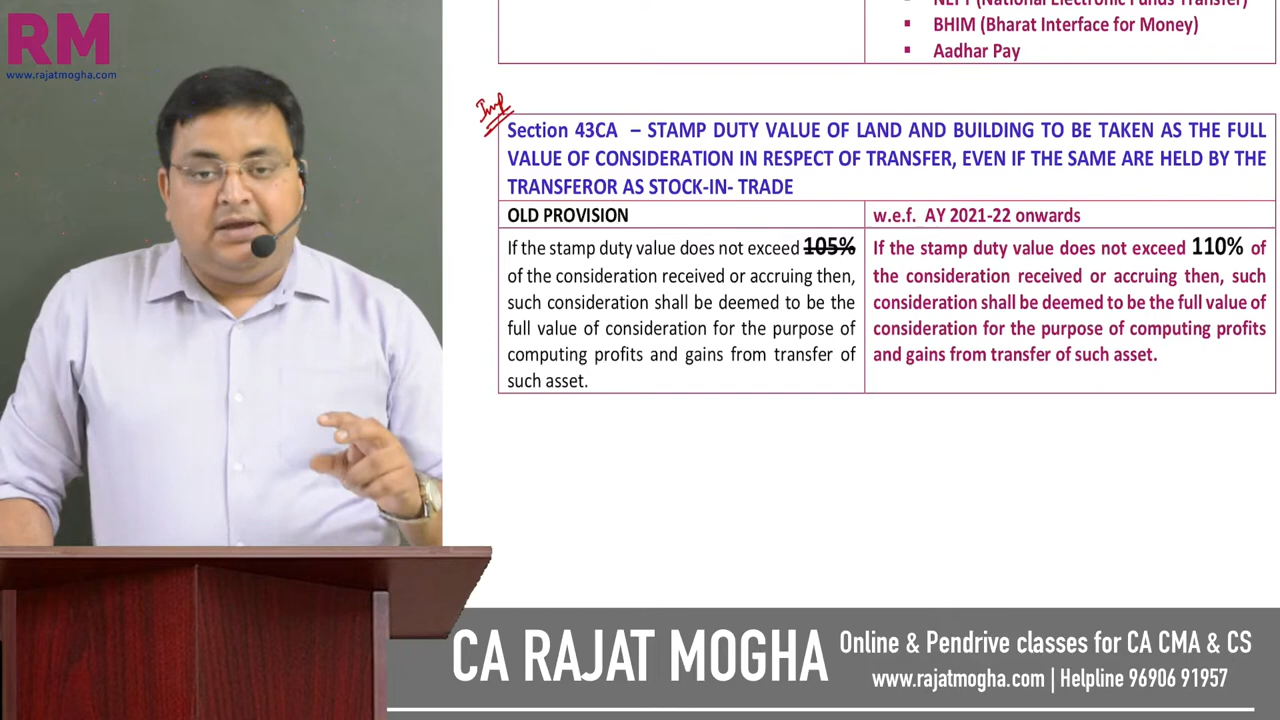 RM
www.rajatmogha.com
BHIM (Bharat Interface for Money)
Aadhar Pay
Imp
Section 43CA – STAMP DUTY VALUE OF LAND AND BUILDING TO BE TAKEN AS THE FULL
VALUE OF CONSIDERATION IN RESPECT OF TRANSFER, EVEN IF THE SAME ARE HELD BY THE
TRANSFEROR AS STOCK-IN- TRADE
OLD PROVISION
If the stamp duty value does not exceed 105%
of the consideration received or accruing then,
such consideration shall be deemed to be the
full value of consideration for the purpose of
computing profits and gains from transfer of
such asset.
w.e.f. AY 2021-22 onwards
If the stamp duty value does not exceed 110% of
the consideration received or accruing then, such
consideration shall be deemed to be the full value of
consideration for the purpose of computing profits
and gains from transfer of such asset.
CA RAJAT MOGHA
Online & Pendrive classes for CA CMA & CS
www.rajatmogha.com | Helpline 96906 91957